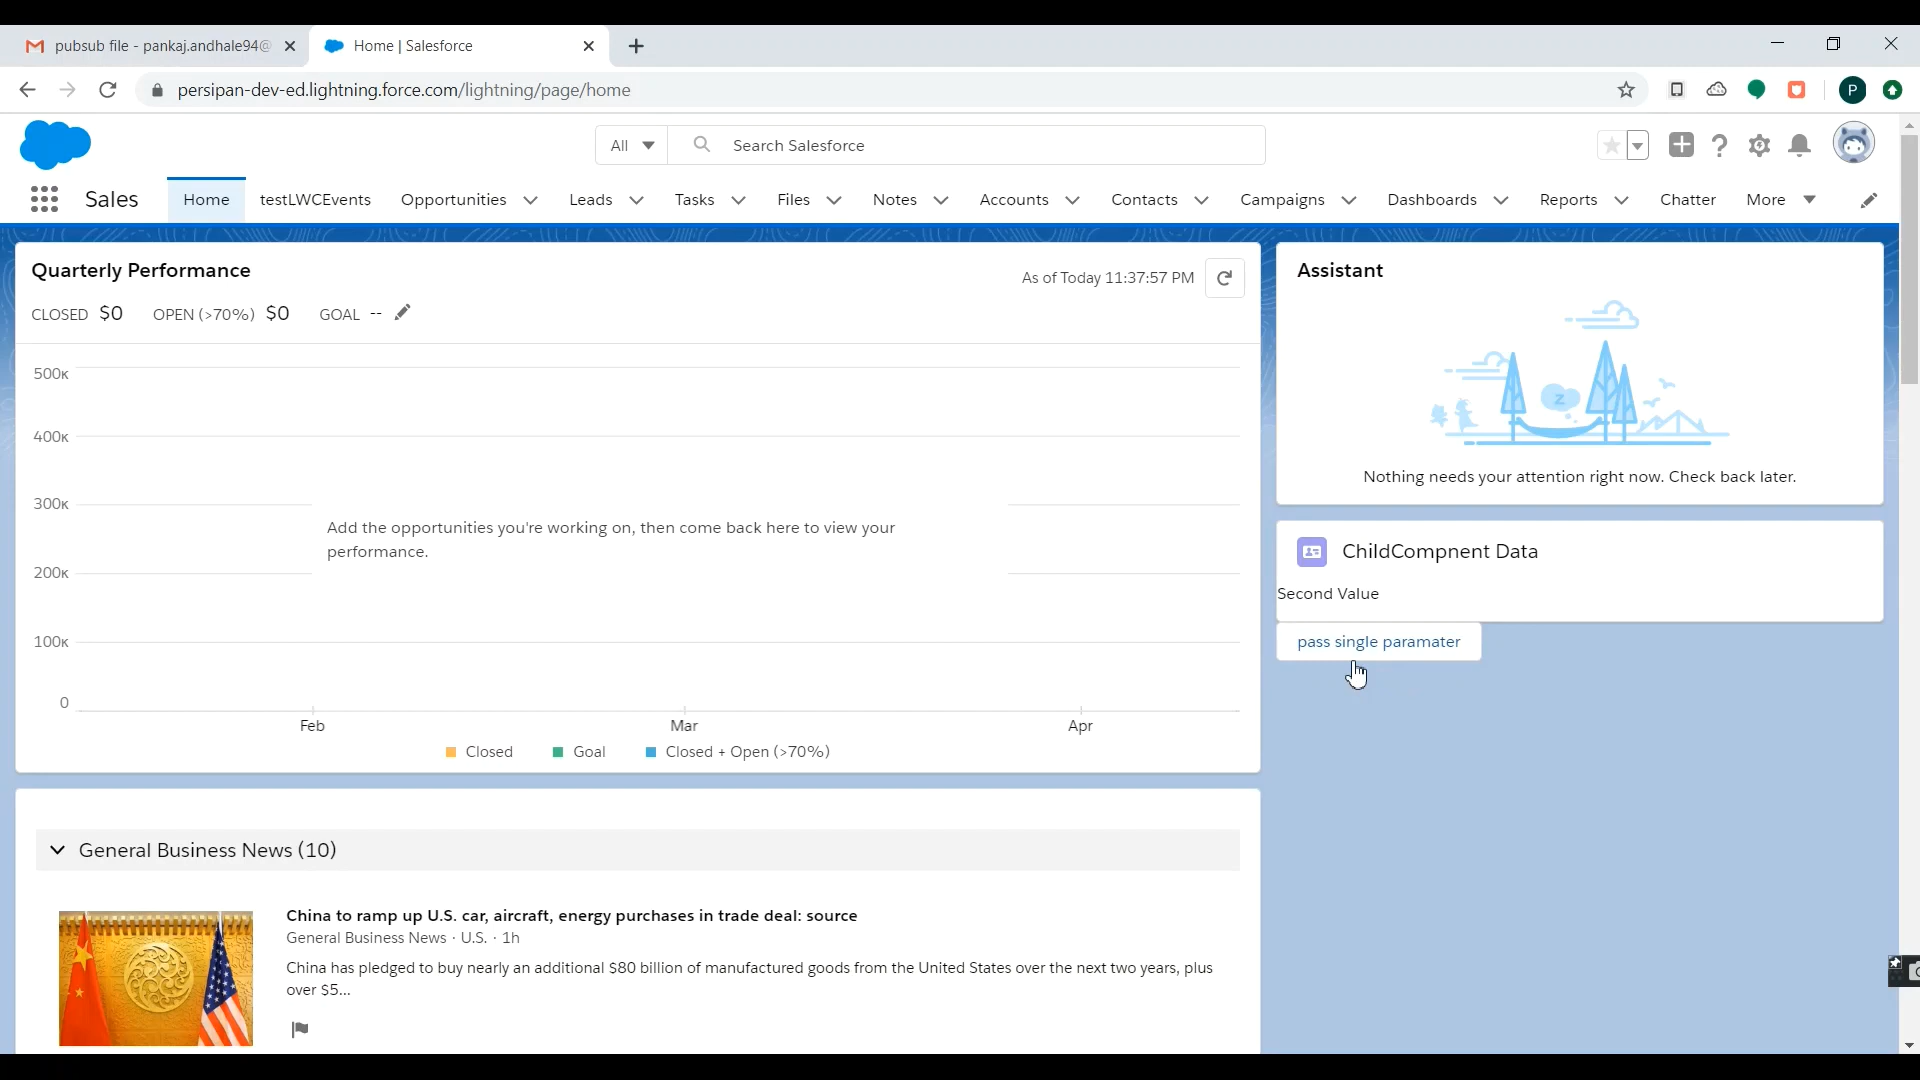 pubsub file - pankaj.andhale94@
Home | Salesforce
persipan-dev-ed.lightning.force.com/lightning/page/home
P
All
Search Salesforce
Sales
Home
testLWCEvents
Opportunities
Leads
Tasks
Files
Notes
Accounts
Contacts
Campaigns
Dashboards
Reports
Chatter
More
Quarterly Performance
As of Today 11:37:57 PM
CLOSED $0 OPEN (>70%) $0 GOAL --
500K
400K
300K
200K
100K
0
Add the opportunities you're working on, then come back here to view your
performance.
Feb
Mar
Apr
Closed
Goal
Closed + Open (>70%)
Assistant
z
Nothing needs your attention right now. Check back later.
ChildCompnent Data
Second Value
pass single paramater
General Business News (10)
China to ramp up U.S. car, aircraft, energy purchases in trade deal: source
General Business News · U.S. · 1h
China has pledged to buy nearly an additional $80 billion of manufactured goods from the United States over the next two years, plus
over $5...